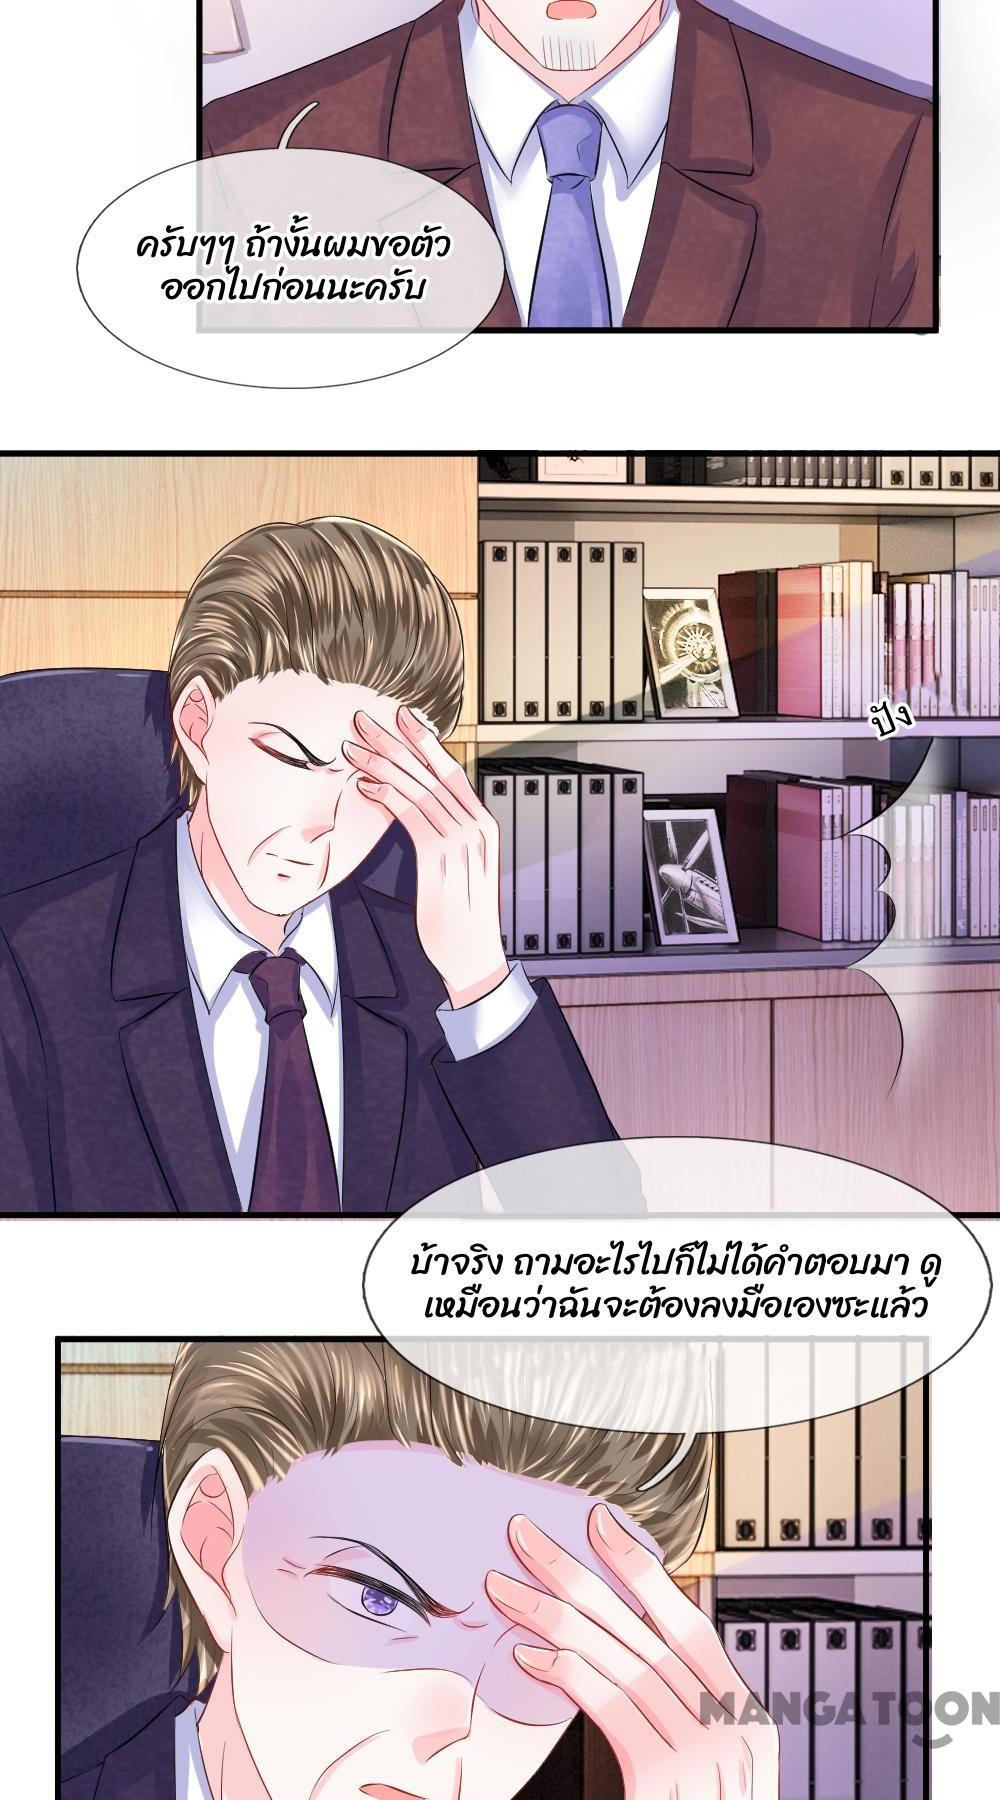 ครับๆๆ ถ้างั้นผมขอตัว
ออกไปก่อนนะครับ
ปัง
บ้าจริง ถามอะไรไปก็ไม่ได้คำตอบมา ดู
เหมือนว่าฉันจะต้องลงมือเองซะแล้ว
MANGATOON